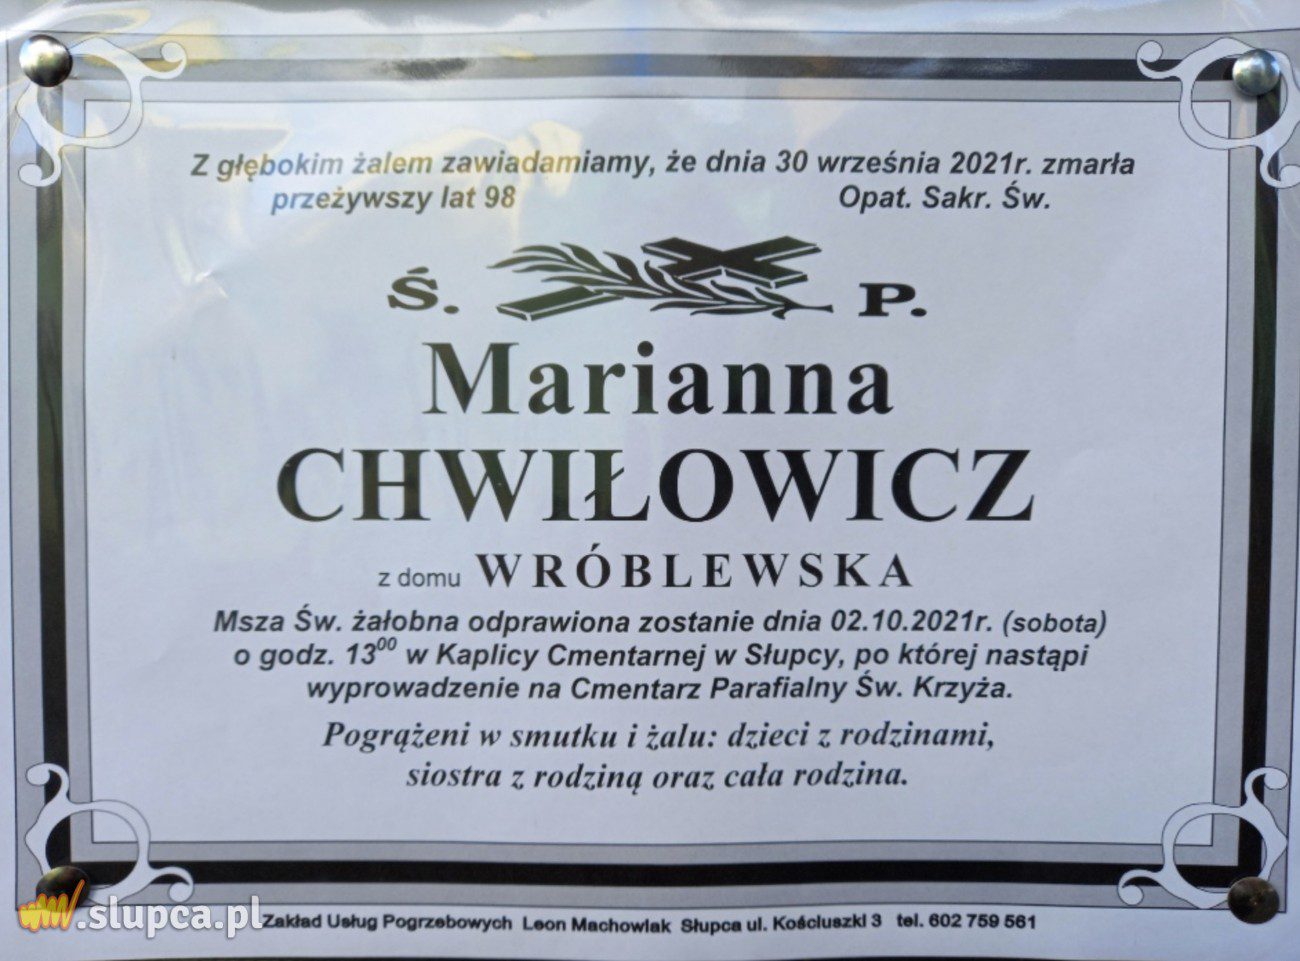 Z głębokim żalem zawiadamiamy, że dnia 30 września 2021r. zmarła
przeżywszy lat 98 Opat. Sakr. Św.
Ś. P.
Marianna
CHWIŁOWICZ
z domu WRÓBLEWSKA
Msza Św. żałobna odprawiona zostanie dnia 02.10.2021r. (sobota)
o godz. 13⁰⁰ w Kaplicy Cmentarnej w Słupcy, po której nastąpi
wyprowadzenie na Cmentarz Parafialny Św. Krzyża.
Pogrążeni w smutku i żalu: dzieci z rodzinami,
siostra z rodziną oraz cała rodzina.
.slupca.pl
Zakład Usług Pogrzebowych Leon Machowiak Słupca ul. Kościuszki 3 tel. 602 759 561